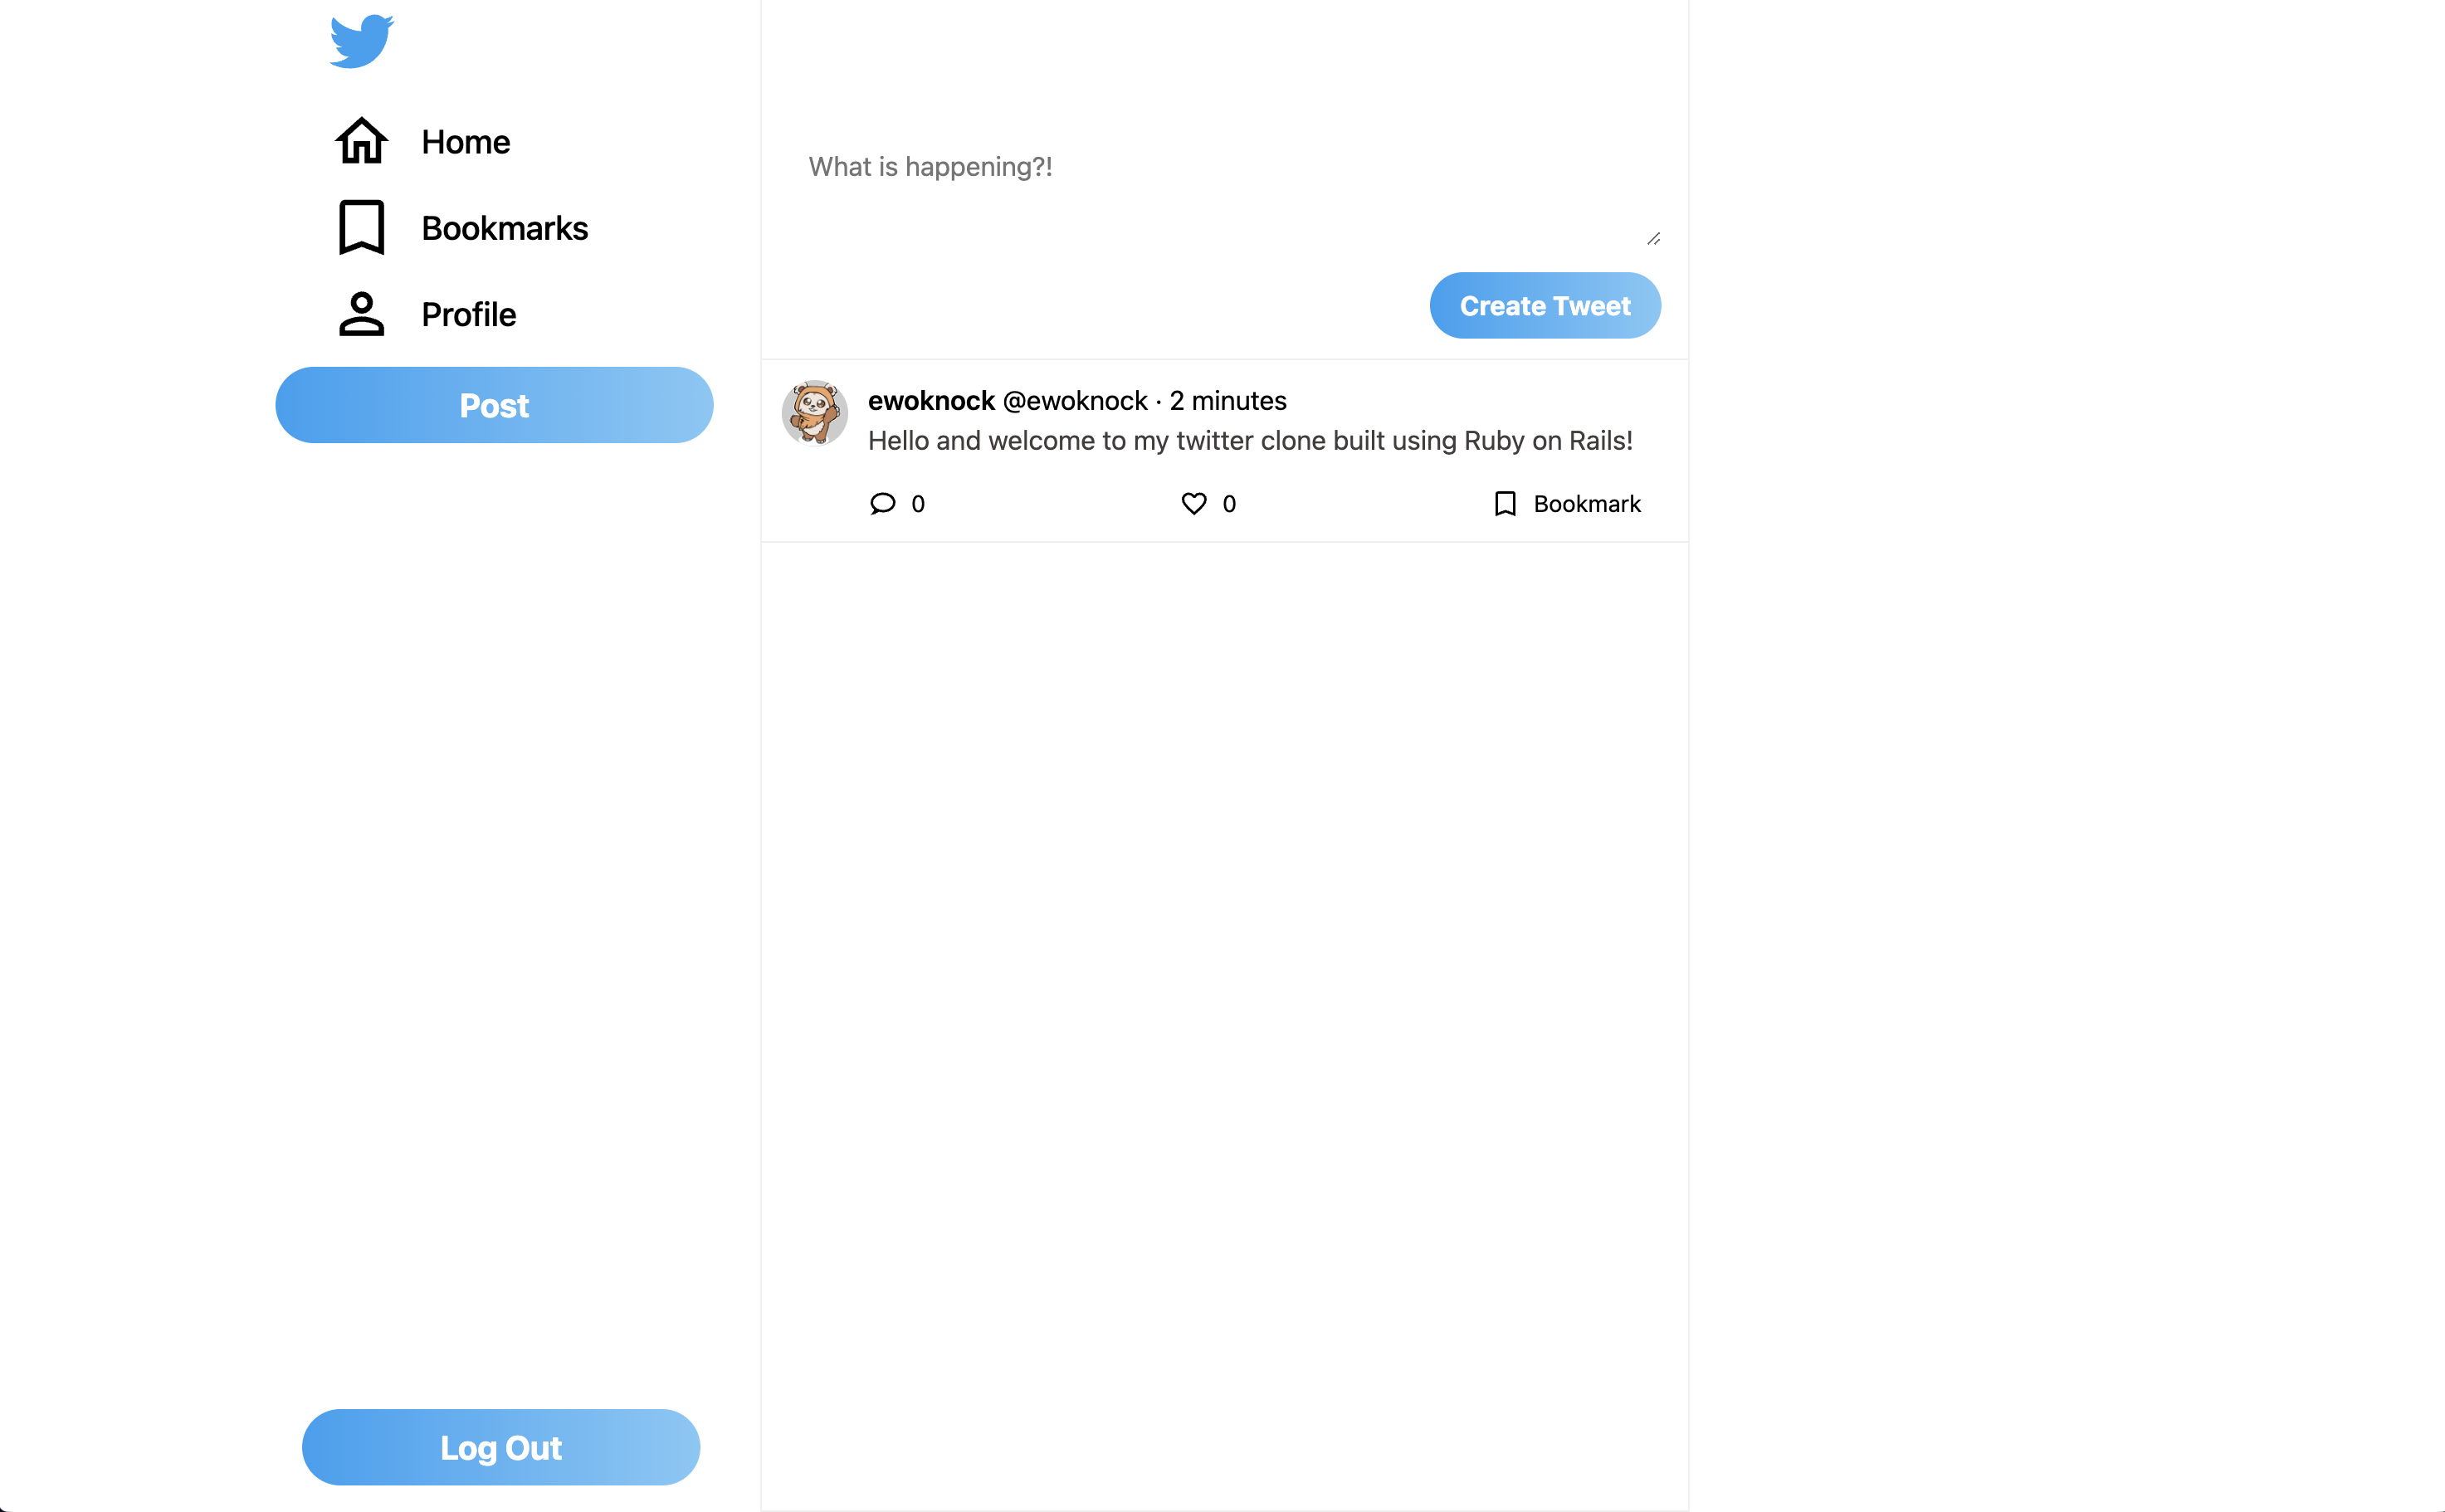 Home
Bookmarks
Profile
Post
Log Out
What is happening?!
Create Tweet
ewoknock @ewoknock · 2 minutes
Hello and welcome to my twitter clone built using Ruby on Rails!
0 0 Bookmark